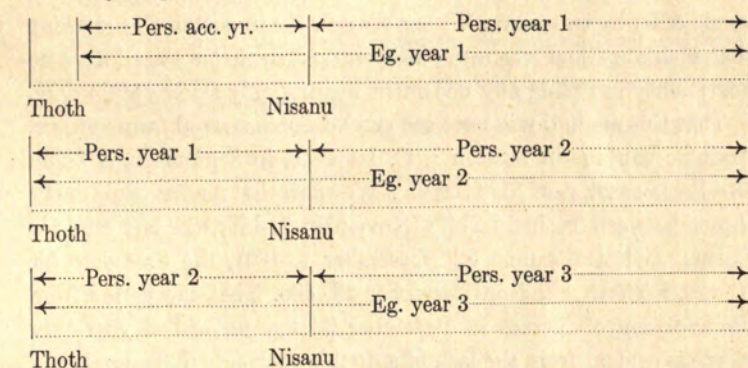 Pers. acc. yr. Pers. year 1
Eg. year 1
Thoth Nisanu
Pers. year 1 Pers. year 2
Eg. year 2
Thoth Nisanu
Pers. year 2 Pers. year 3
Eg. year 3
Thoth Nisanu